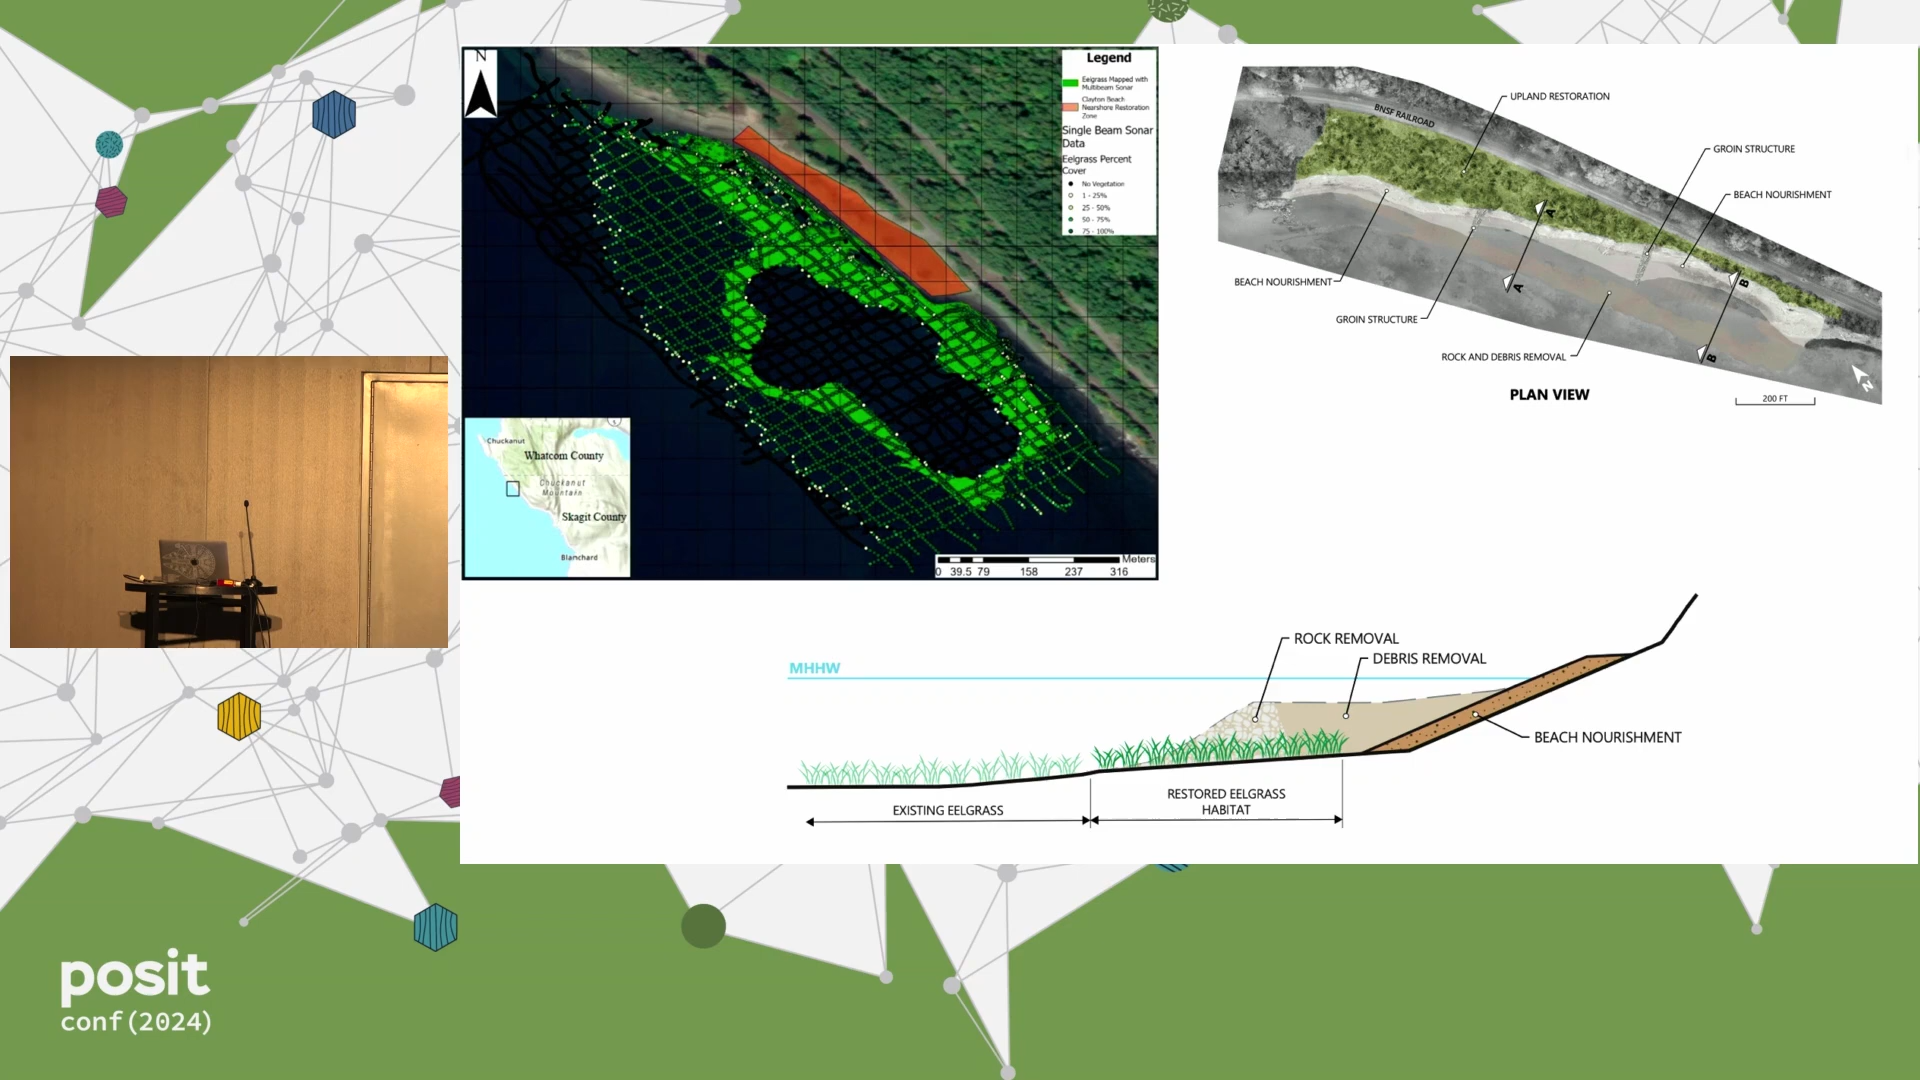 N
Legend
Eelgrass Mapped with
Multibeam Sonar
Clayton Beach
Nearshore Restoration
Zone
Single Beam Sonar
Data
Eelgrass Percent
Cover
No Vegetation
1 - 25%
25 - 50%
50 - 75%
75 - 100%
Chuckanut
Whatcom County
Chuckanut
Mountain
Skagit County
Blanchard
Meters
0 39.5 79 158 237 316
UPLAND RESTORATION
BNSF RAILROAD
GROIN STRUCTURE
BEACH NOURISHMENT
A
B
BEACH NOURISHMENT
A
GROIN STRUCTURE
B
ROCK AND DEBRIS REMOVAL
N
PLAN VIEW
200 FT
ROCK REMOVAL
MHHW
DEBRIS REMOVAL
BEACH NOURISHMENT
EXISTING EELGRASS
RESTORED EELGRASS
HABITAT
posit
conf(2024)